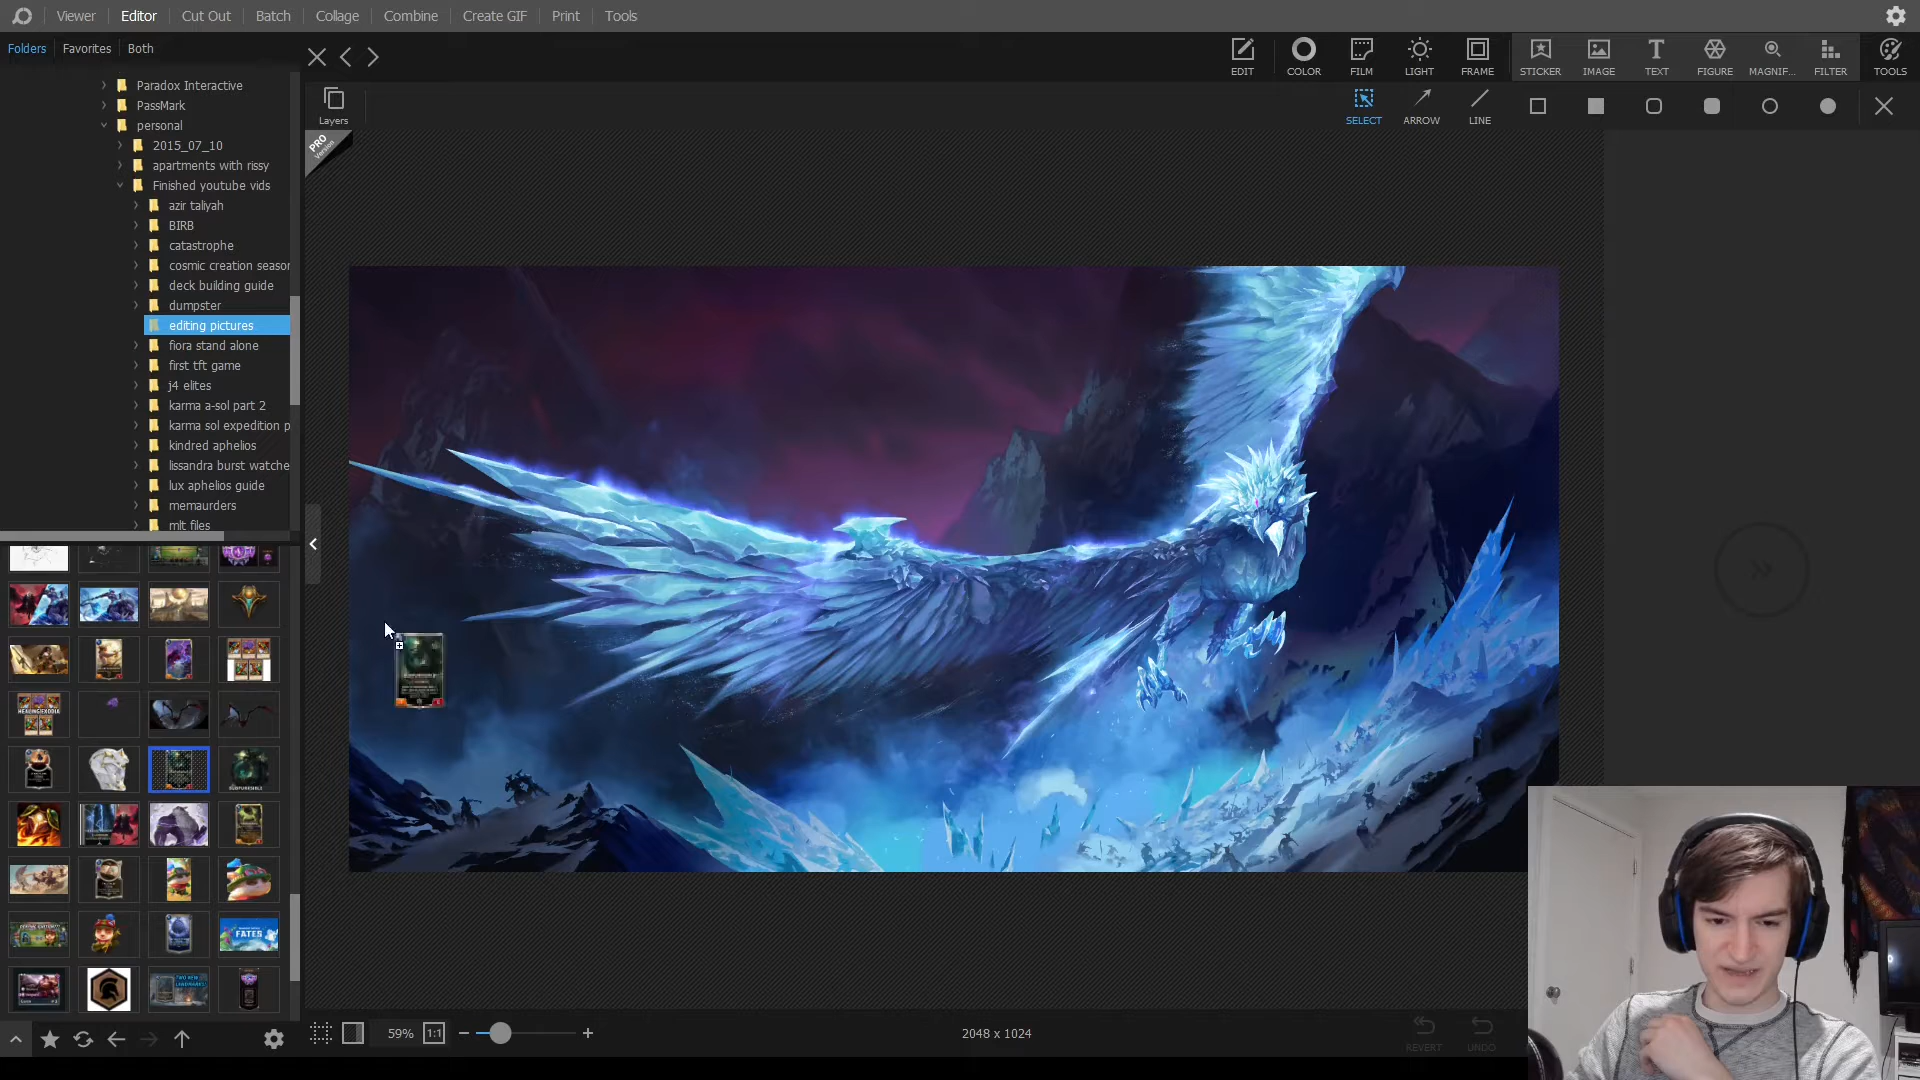 Viewer Editor Cut Out Batch Collage Combine Create GIF Print Tools
Folders Favorites Both
EDIT COLOR FILM LIGHT FRAME STICKER IMAGE TEXT FIGURE MAGNIF... FILTER TOOLS
Layers
SELECT ARROW LINE
PRO
Version
Paradox Interactive
PassMark
personal
2015_07_10
apartments with rissy
Finished youtube vids
azir taliyah
BIRB
catastrophe
cosmic creation season
deck building guide
dumpster
editing pictures
fiora stand alone
first tft game
j4 elites
karma a-sol part 2
karma sol expedition p
kindred aphelios
lissandra burst watche
lux aphelios guide
memaurders
mlt files
FATES
59% 1:1 2048 x 1024
REVERT UNDO